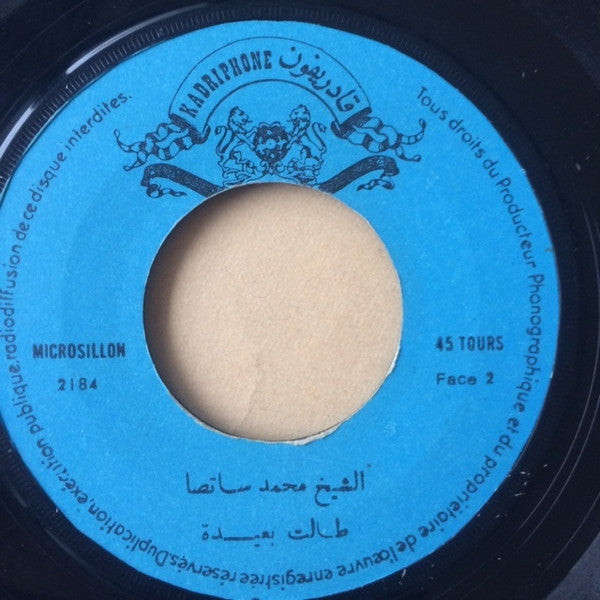 KADRIPHONE قادريفون
Tous droits du Producteur Phonographique et du propriétaire de l'œuvre enregistrée réservés.Duplication.exécution publique.radiodiffusion de ce disque interdites.
MICROSILLON
2184
45 TOURS
Face 2
الشيخ محمد ساتصا
طالت بعيدة